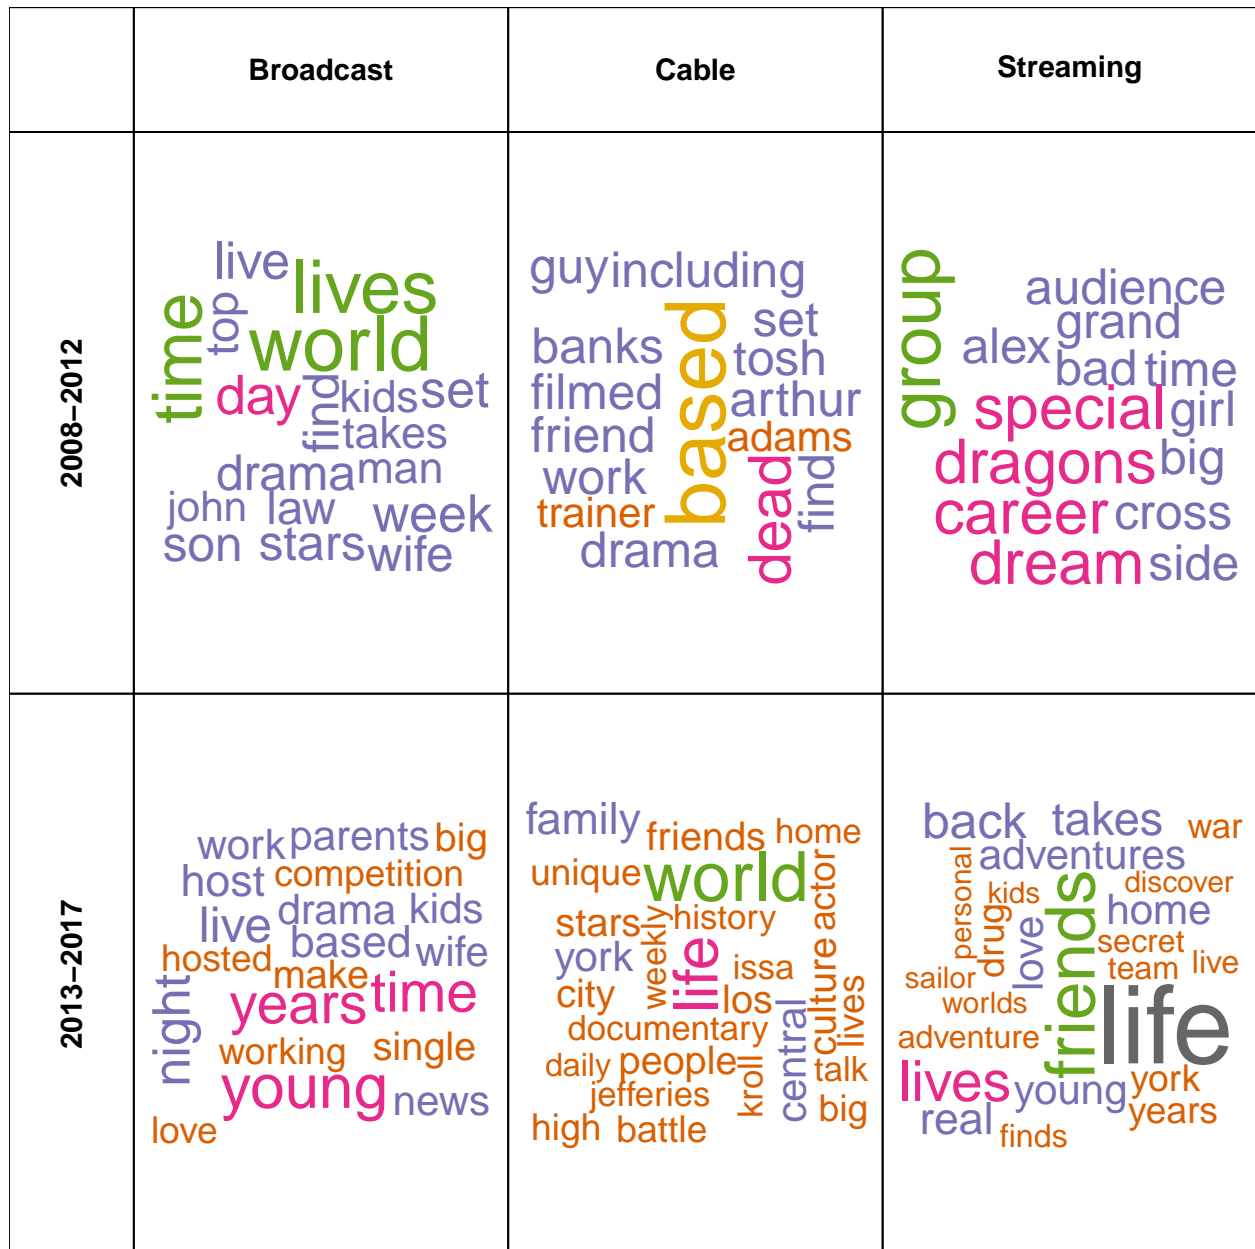 Broadcast Cable Streaming
2008–2012
live
lives
time
top
world
day
find
kids
set
takes
drama
man
john
law
week
son
stars
wife
guy
including
based
set
banks
tosh
filmed
arthur
friend
adams
work
dead
find
trainer
drama
group
audience
grand
alex
bad
time
special
girl
dragons
big
career
cross
dream
side
2013–2017
work
parents
big
host
competition
live
drama
kids
based
wife
hosted
make
night
years
time
working
single
young
news
love
family
friends
home
unique
world
actor
stars
weekly
history
york
life
issa
culture
city
los
lives
documentary
central
daily
people
kroll
talk
jefferies
big
high
battle
back
takes
war
personal
adventures
kids
friends
discover
drug
love
home
secret
sailor
team
live
worlds
life
adventure
lives
young
york
real
years
finds